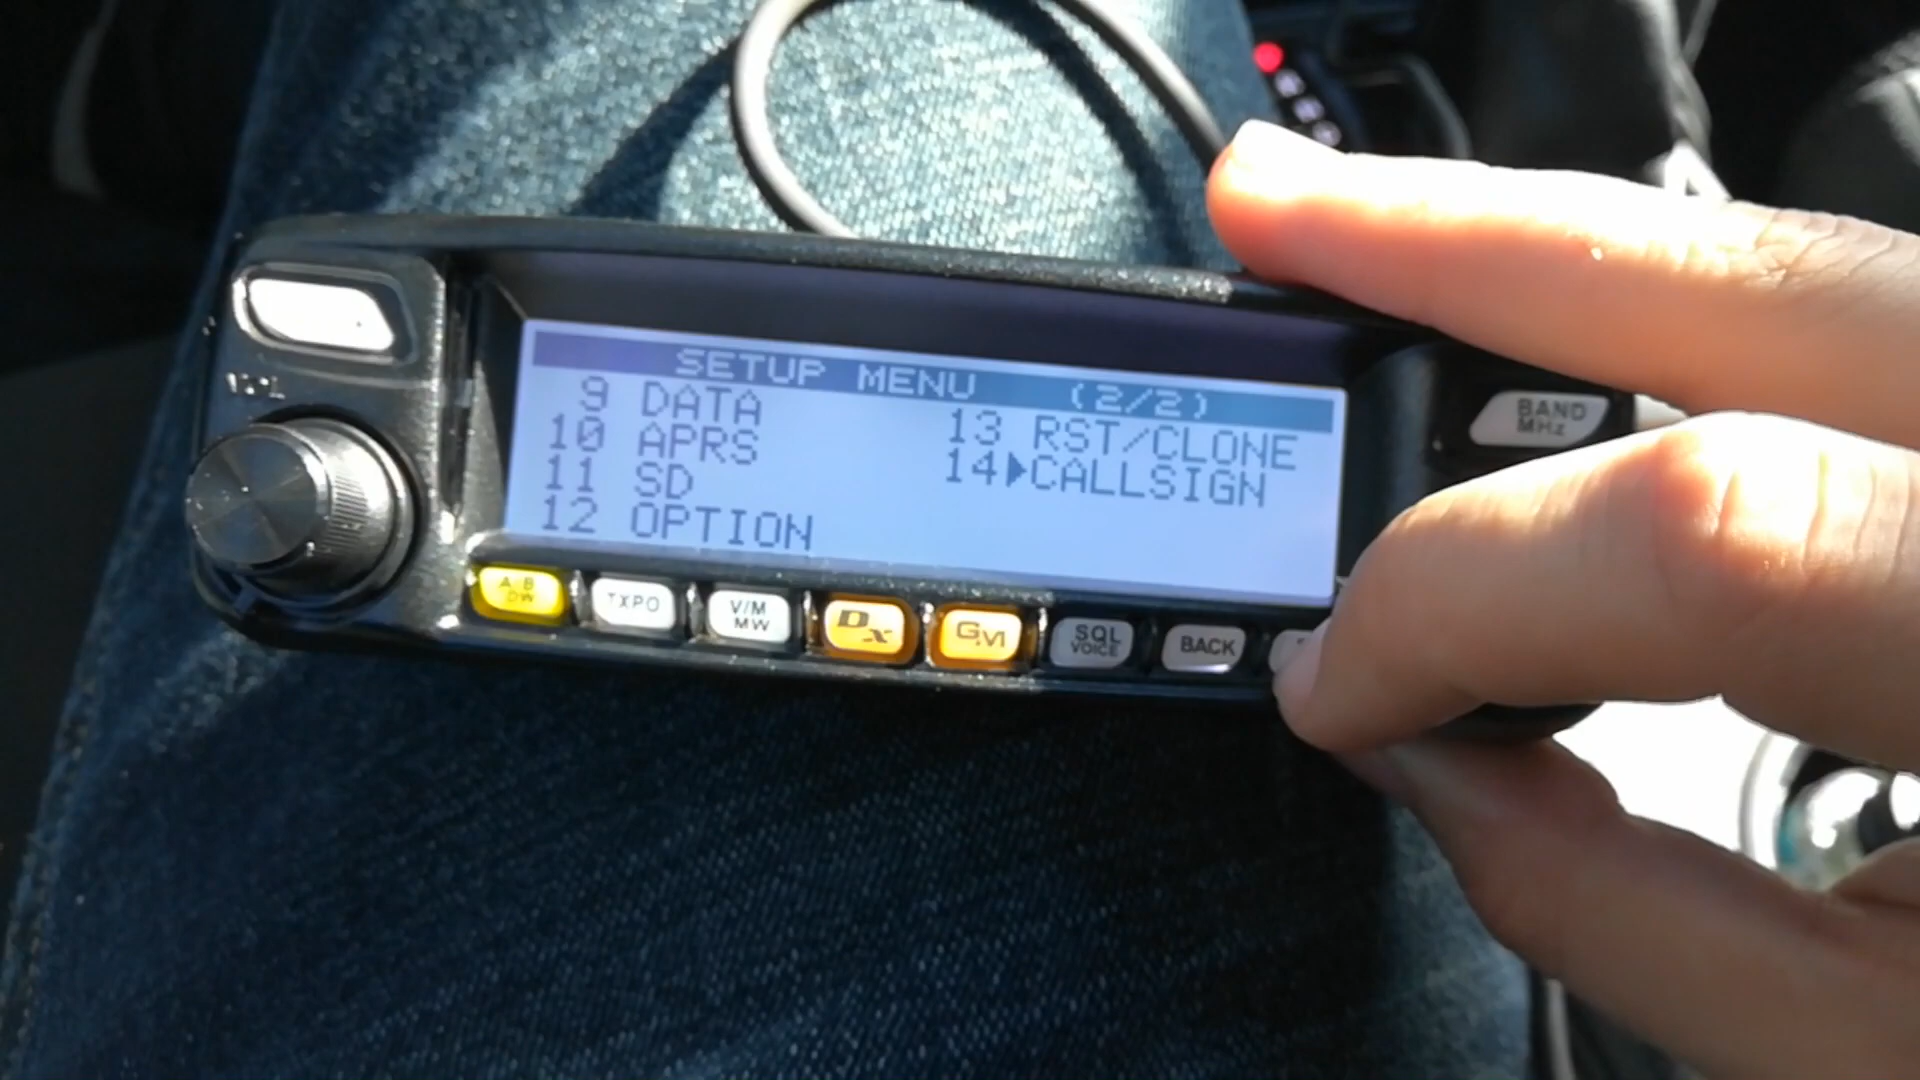 SETUP MENU (2/2)
9 DATA
10 APRS
11 SD
12 OPTION
13 RST/CLONE
14▶CALLSIGN
VOL
BAND
MHz
A B
DW
TXPO
V/M
MW
Dx
GM
SQL
VOICE
BACK